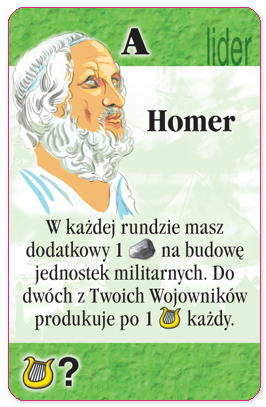 A
lider
Homer
W każdej rundzie masz
dodatkowy 1 na budowę
jednostek militarnych. Do
dwóch z Twoich Wojowników
produkuje po 1 każdy.
?